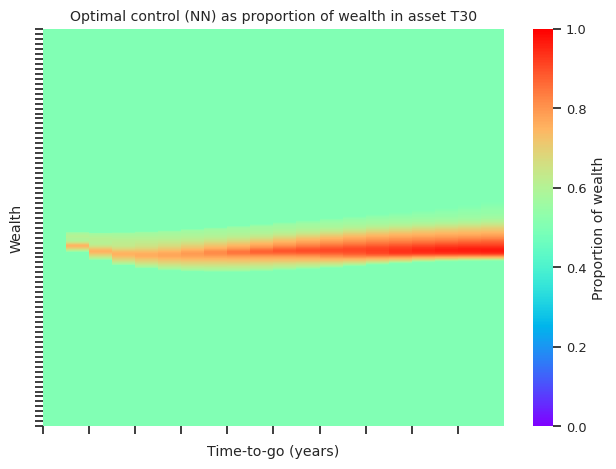 Optimal control (NN) as proportion of wealth in asset T30
Wealth
Time-to-go (years)
1.0
0.8
0.6
0.4
0.2
0.0
Proportion of wealth